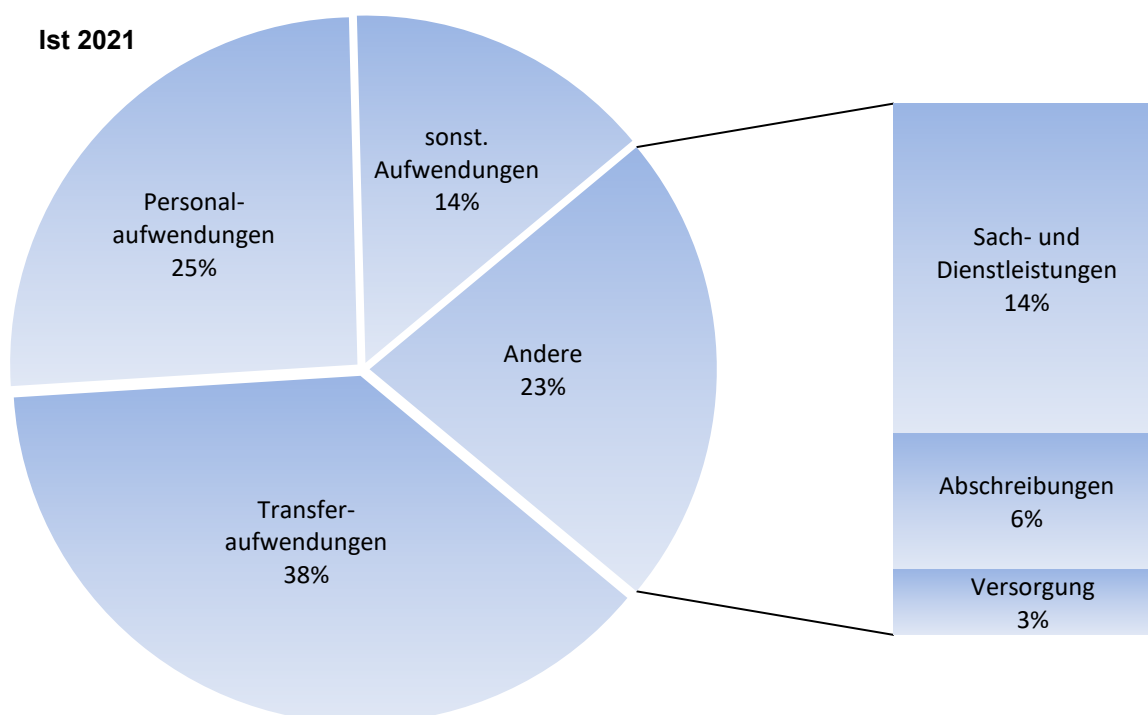 Ist 2021
sonst.
Aufwendungen
14%
Personal-
aufwendungen
25%
Andere
23%
Transfer-
aufwendungen
38%
Sach- und
Dienstleistungen
14%
Abschreibungen
6%
Versorgung
3%